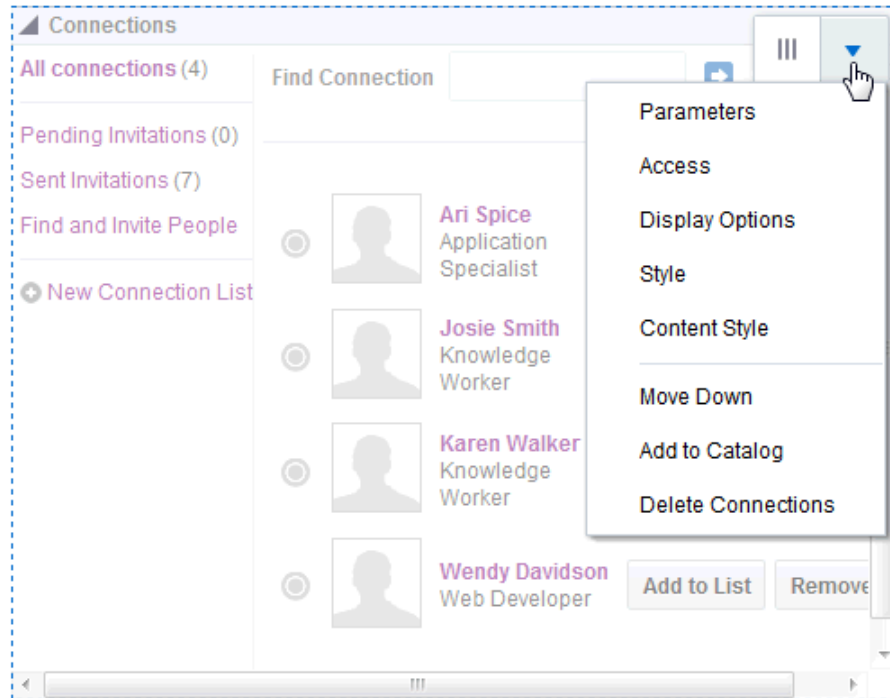 Connections
All connections (4)
Find Connection
Pending Invitations (0)
Sent Invitations (7)
Find and Invite People
New Connection List
Ari Spice
Application
Specialist
Josie Smith
Knowledge
Worker
Karen Walker
Knowledge
Worker
Wendy Davidson
Web Developer
Add to List
Remove
Parameters
Access
Display Options
Style
Content Style
Move Down
Add to Catalog
Delete Connections